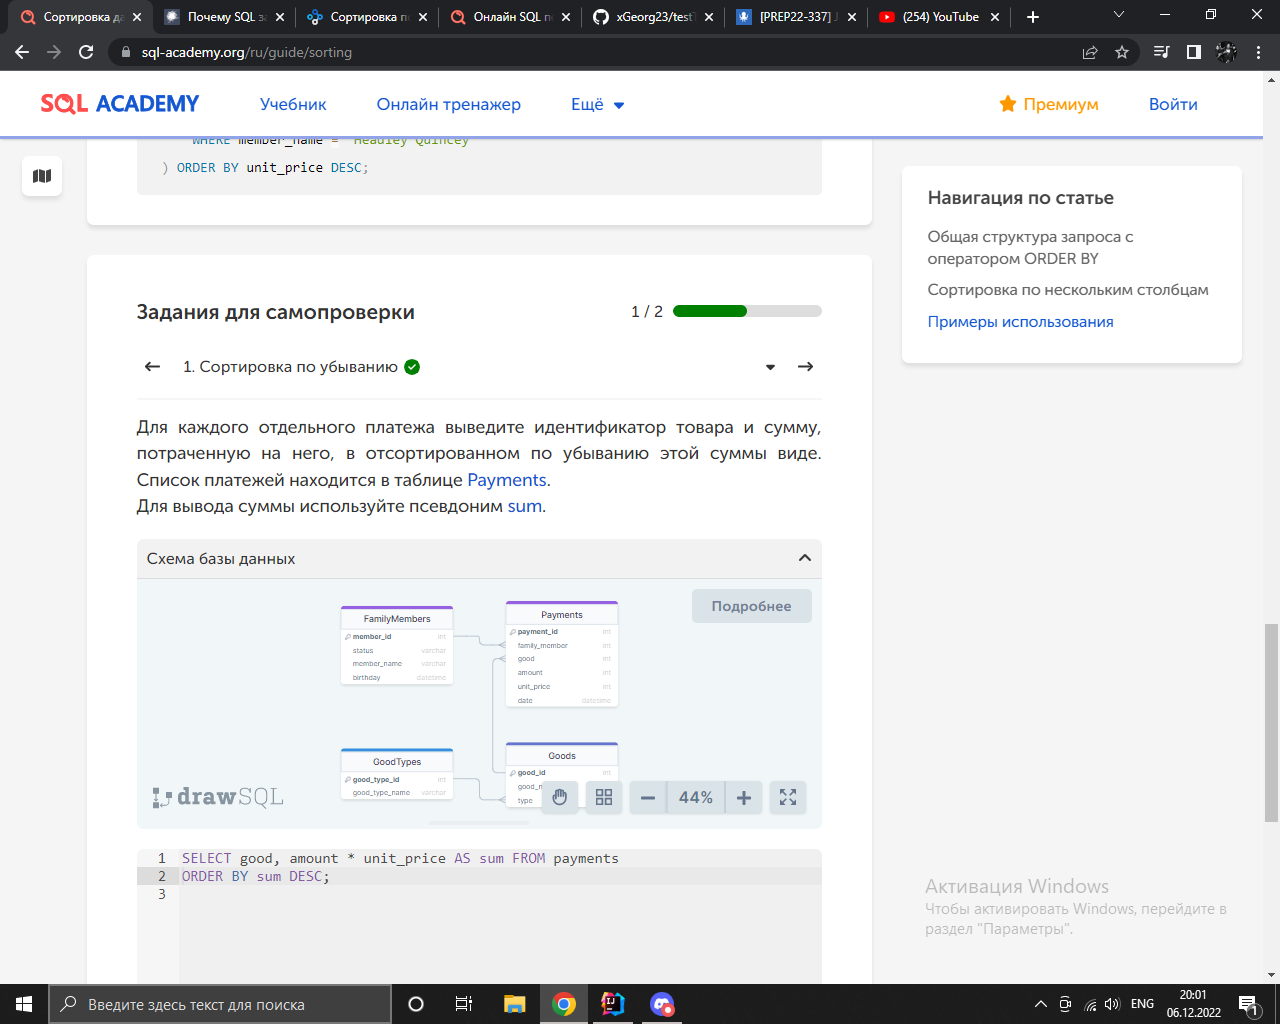 Сортировка да
Почему SQL за
Сортировка по
Онлайн SQL п
xGeorg23/test
[PREP22-337] J
(254) YouTube
sql-academy.org/ru/guide/sorting
SQL ACADEMY
Учебник
Онлайн тренажер
Ещё
Премиум
Войти
WHERE member_name = 'Headley Quincey'
) ORDER BY unit_price DESC;
Навигация по статье
Общая структура запроса с
оператором ORDER BY
Сортировка по нескольким столбцам
Примеры использования
Задания для самопроверки
1 / 2
1. Сортировка по убыванию
Для каждого отдельного платежа выведите идентификатор товара и сумму,
потраченную на него, в отсортированном по убыванию этой суммы виде.
Список платежей находится в таблице Payments.
Для вывода суммы используйте псевдоним sum.
Схема базы данных
Подробнее
FamilyMembers
member_id int
status varchar
member_name varchar
birthday datetime
Payments
payment_id int
family_member int
good int
amount int
unit_price int
date datetime
GoodTypes
good_type_id int
good_type_name varchar
Goods
good_id int
type
drawSQL
44%
1 SELECT good, amount * unit_price AS sum FROM payments
2 ORDER BY sum DESC;
3
Активация Windows
Чтобы активировать Windows, перейдите в
раздел "Параметры".
Введите здесь текст для поиска
ENG
20:01
06.12.2022
1